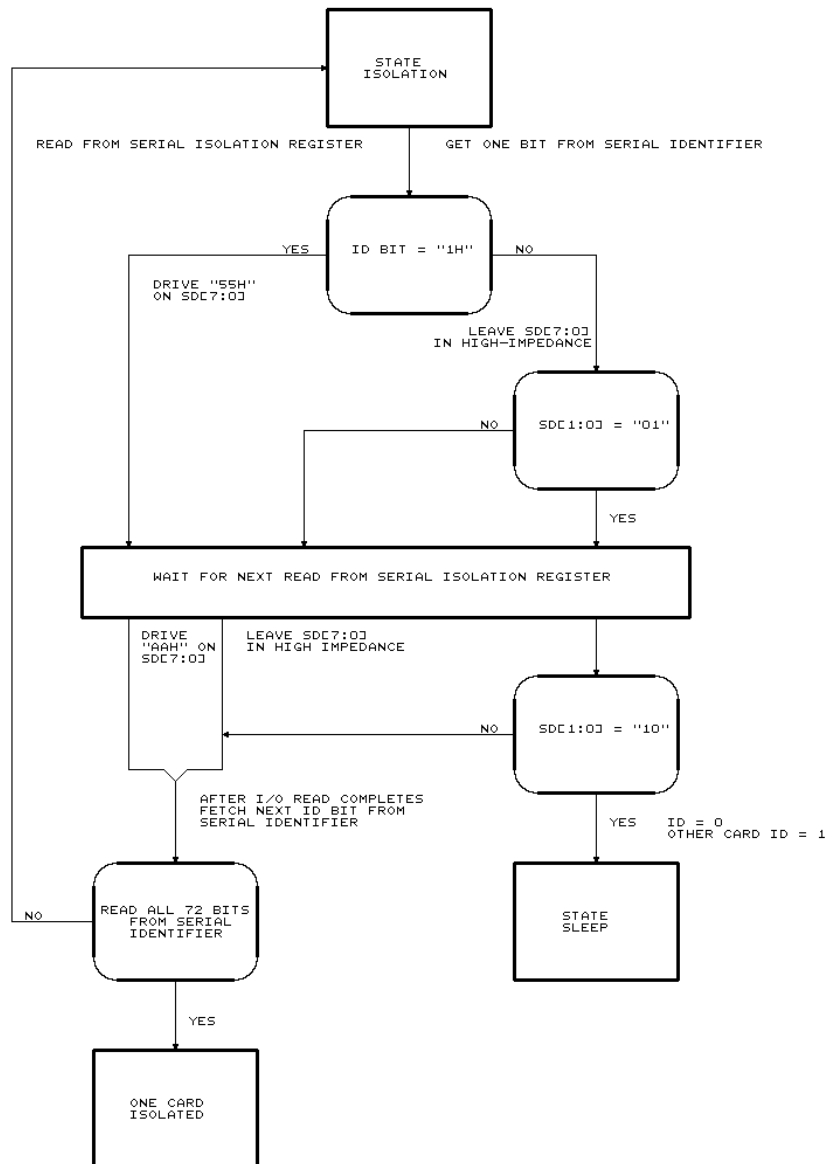 STATE
ISOLATION
READ FROM SERIAL ISOLATION REGISTER
GET ONE BIT FROM SERIAL IDENTIFIER
YES
ID BIT = "1H"
NO
DRIVE "55H"
ON SD[7:0]
LEAVE SD[7:0]
IN HIGH-IMPEDANCE
NO
SD[1:0] = "01"
YES
WAIT FOR NEXT READ FROM SERIAL ISOLATION REGISTER
DRIVE
"AAH" ON
SD[7:0]
LEAVE SD[7:0]
IN HIGH IMPEDANCE
NO
SD[1:0] = "10"
AFTER I/O READ COMPLETES
FETCH NEXT ID BIT FROM
SERIAL IDENTIFIER
YES
ID = 0
OTHER CARD ID = 1
NO
READ ALL 72 BITS
FROM SERIAL
IDENTIFIER
STATE
SLEEP
YES
ONE CARD
ISOLATED